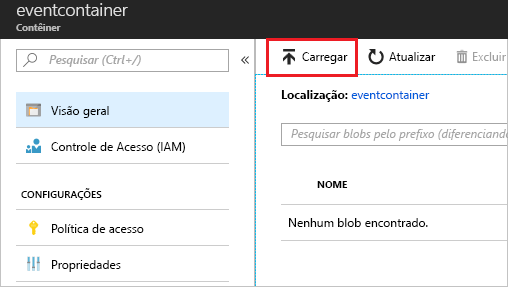 eventcontainer
Contêiner
Pesquisar (Ctrl+/)
«
Visão geral
Controle de Acesso (IAM)
CONFIGURAÇÕES
Política de acesso
Propriedades
Carregar
Atualizar
Excluir
Localização: eventcontainer
Pesquisar blobs pelo prefixo (diferenciando
NOME
Nenhum blob encontrado.